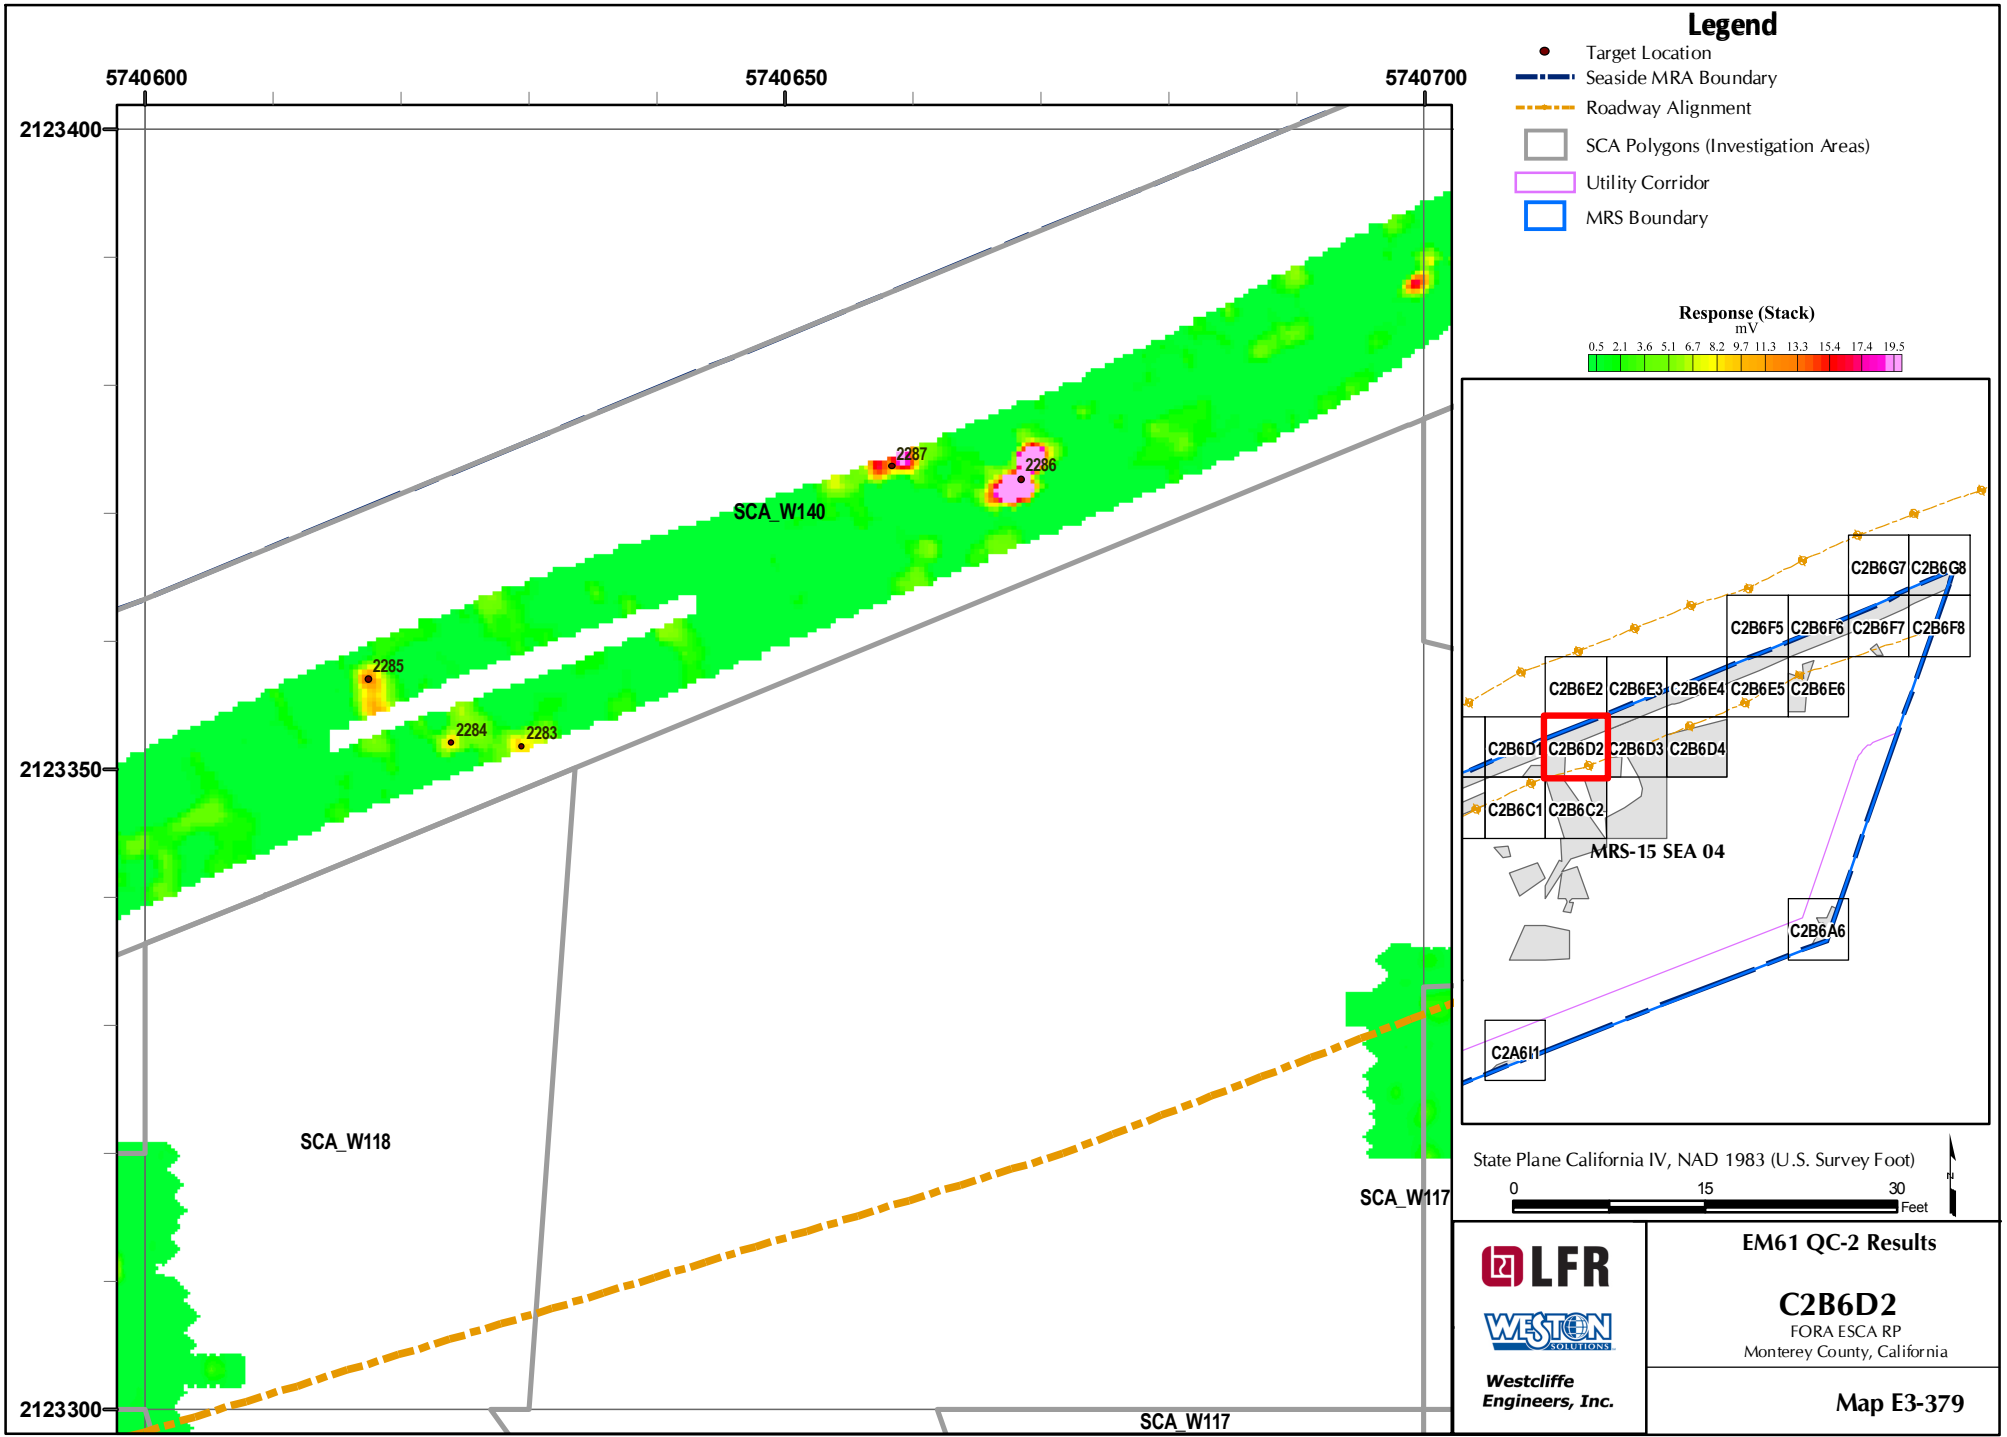 Legend
Target Location
Seaside MRA Boundary
Roadway Alignment
SCA Polygons (Investigation Areas)
Utility Corridor
MRS Boundary
5740600
5740650
5740700
2123400
2123350
2123300
Response (Stack)
mV
0.5 2.1 3.6 5.1 6.7 8.2 9.7 11.3 13.3 15.4 17.4 19.5
2287
2286
SCA_W140
2285
2284
2283
SCA_W118
SCA_W117
SCA_W117
C2B6G7 C2B6G8
C2B6F5 C2B6F6 C2B6F7 C2B6F8
C2B6E2 C2B6E3 C2B6E4 C2B6E5 C2B6E6
C2B6D1 C2B6D2 C2B6D3 C2B6D4
C2B6C1 C2B6C2
MRS-15 SEA 04
C2B6A6
C2A6I1
State Plane California IV, NAD 1983 (U.S. Survey Foot)
0 15 30
Feet
N
LFR
WESTON
SOLUTIONS
Westcliffe
Engineers, Inc.
EM61 QC-2 Results
C2B6D2
FORA ESCA RP
Monterey County, California
Map E3-379